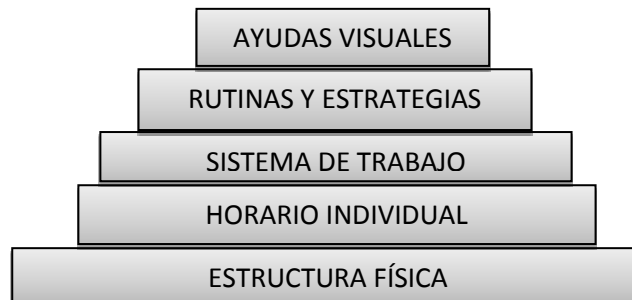 AYUDAS VISUALES
RUTINAS Y ESTRATEGIAS
SISTEMA DE TRABAJO
HORARIO INDIVIDUAL
ESTRUCTURA FÍSICA